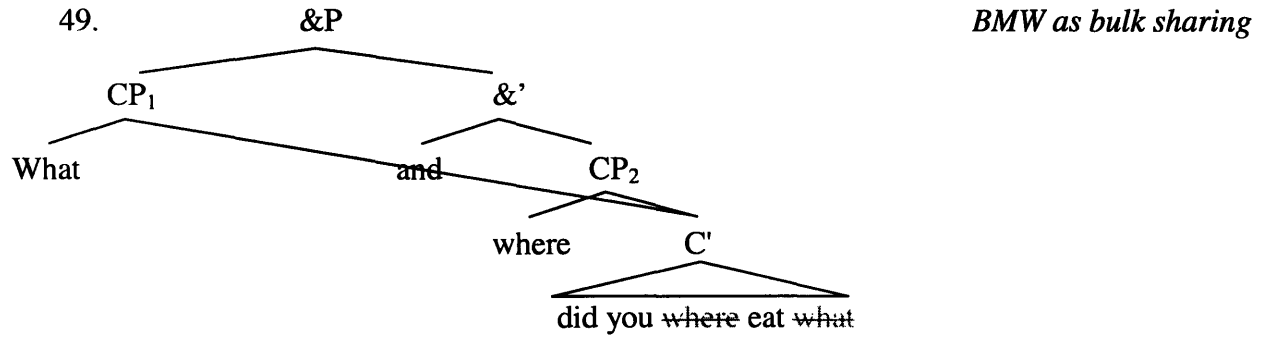 49. &P BMW as bulk sharing
CP₁ &’
What and CP₂
where C'
did you where eat what